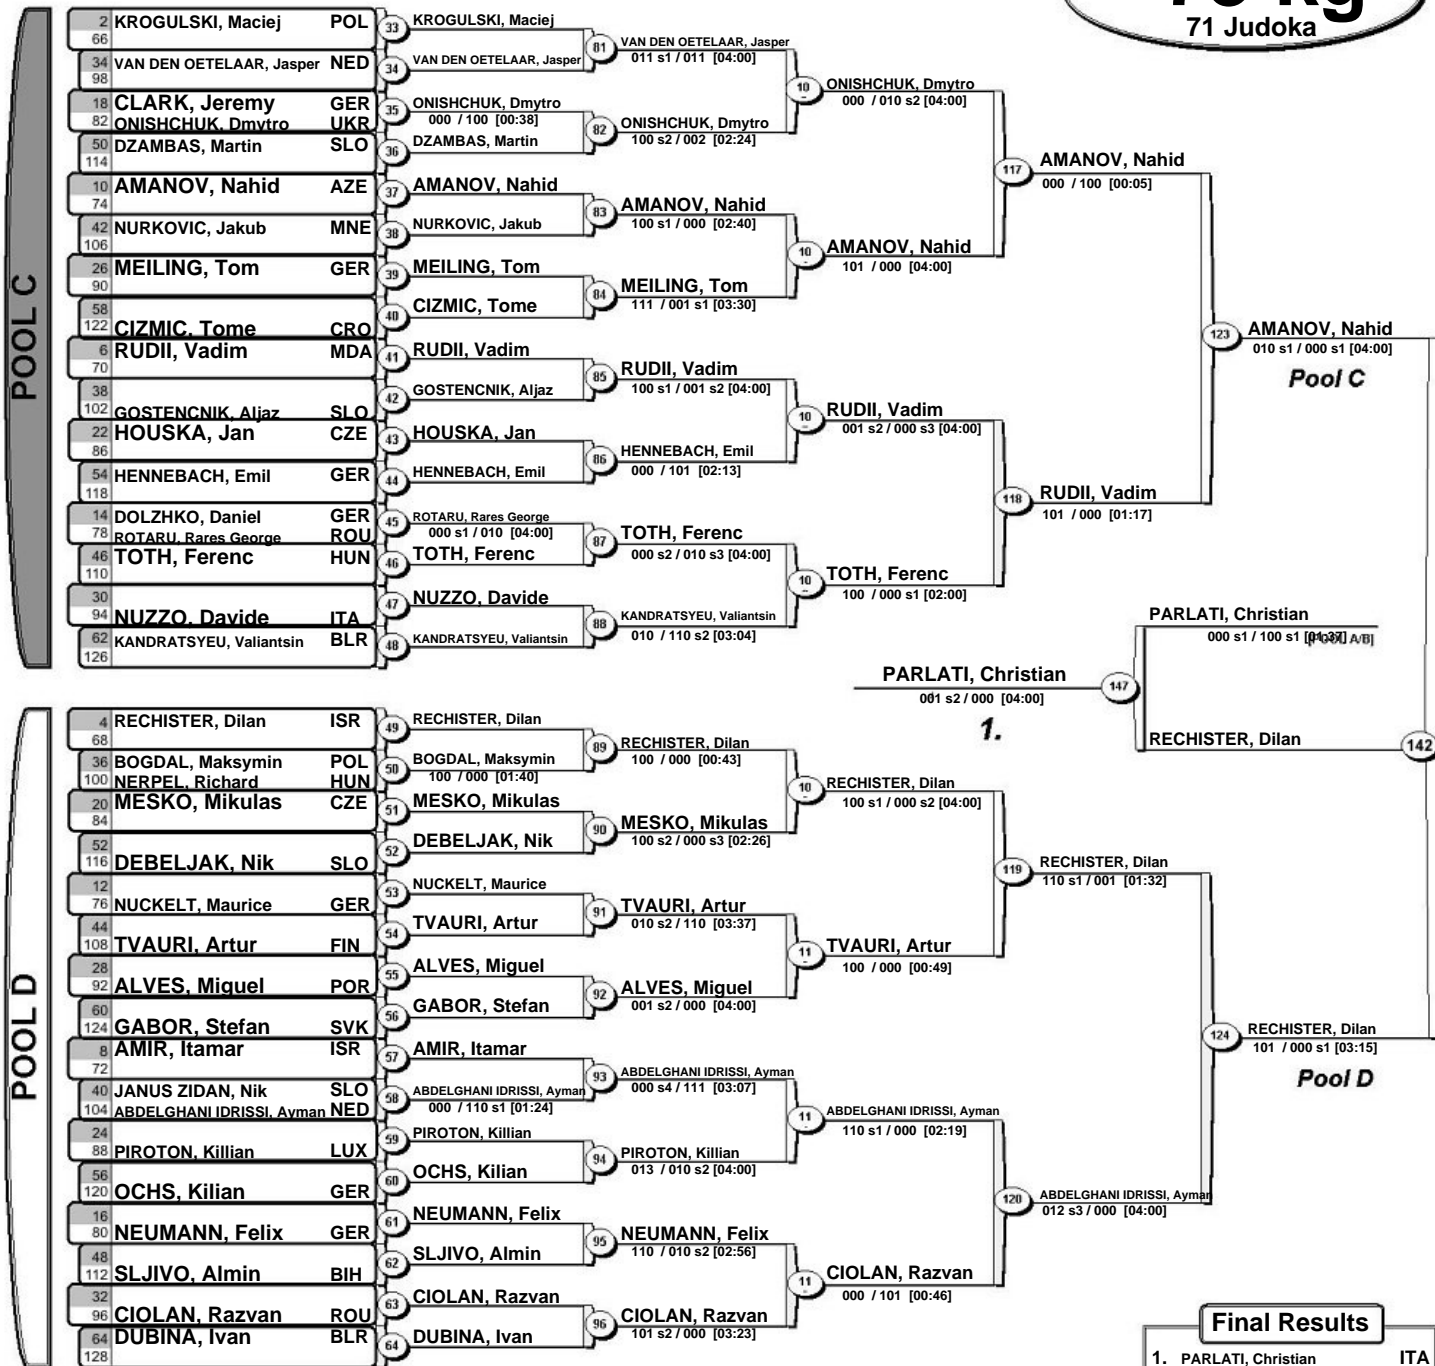 73 kg
71 Judoka
POOL C
2 KROGULSKI, Maciej POL
66
34 VAN DEN OETELAAR, Jasper NED
98
18 CLARK, Jeremy GER
82 ONISHCHUK, Dmytro UKR
50 DZAMBAS, Martin SLO
114
10 AMANOV, Nahid AZE
74
42 NURKOVIC, Jakub MNE
106
26 MEILING, Tom GER
90
58
122 CIZMIC, Tome CRO
6 RUDII, Vadim MDA
70
38
102 GOSTENCNIK, Aljaz SLO
22 HOUSKA, Jan CZE
86
54 HENNEBACH, Emil GER
118
14 DOLZHKO, Daniel GER
78 ROTARU, Rares George ROU
46 TOTH, Ferenc HUN
110
30
94 NUZZO, Davide ITA
62 KANDRATSYEU, Valiantsin BLR
126
33 KROGULSKI, Maciej
34 VAN DEN OETELAAR, Jasper
35 ONISHCHUK, Dmytro
000 / 100 [00:38]
36 DZAMBAS, Martin
37 AMANOV, Nahid
38 NURKOVIC, Jakub
39 MEILING, Tom
40 CIZMIC, Tome
41 RUDII, Vadim
42 GOSTENCNIK, Aljaz
43 HOUSKA, Jan
44 HENNEBACH, Emil
45 ROTARU, Rares George
000 s1 / 010 [04:00]
46 TOTH, Ferenc
47 NUZZO, Davide
48 KANDRATSYEU, Valiantsin
81 VAN DEN OETELAAR, Jasper
011 s1 / 011 [04:00]
82 ONISHCHUK, Dmytro
100 s2 / 002 [02:24]
83 AMANOV, Nahid
100 s1 / 000 [02:40]
84 MEILING, Tom
111 / 001 s1 [03:30]
85 RUDII, Vadim
100 s1 / 001 s2 [04:00]
86 HENNEBACH, Emil
000 / 101 [02:13]
87 TOTH, Ferenc
000 s2 / 010 s3 [04:00]
88 KANDRATSYEU, Valiantsin
010 / 110 s2 [03:04]
10 ONISHCHUK, Dmytro
000 / 010 s2 [04:00]
10 AMANOV, Nahid
101 / 000 [04:00]
10 RUDII, Vadim
001 s2 / 000 s3 [04:00]
10 TOTH, Ferenc
100 / 000 s1 [02:00]
117 AMANOV, Nahid
000 / 100 [00:05]
118 RUDII, Vadim
101 / 000 [01:17]
123 AMANOV, Nahid
010 s1 / 000 s1 [04:00]
Pool C
PARLATI, Christian
000 s1 / 100 s1 [01:37]
PARLATI, Christian 147
001 s2 / 000 [04:00]
1.
RECHISTER, Dilan 142
POOL D
4 RECHISTER, Dilan ISR
68
36 BOGDAL, Maksymin POL
100 NERPEL, Richard HUN
20 MESKO, Mikulas CZE
84
52
116 DEBELJAK, Nik SLO
12
76 NUCKELT, Maurice GER
44
108 TVAURI, Artur FIN
28
92 ALVES, Miguel POR
60
124 GABOR, Stefan SVK
8 AMIR, Itamar ISR
72
40 JANUS ZIDAN, Nik SLO
104 ABDELGHANI IDRISSI, Ayman NED
24
88 PIROTON, Killian LUX
56
120 OCHS, Kilian GER
16
80 NEUMANN, Felix GER
48
112 SLJIVO, Almin BIH
32
96 CIOLAN, Razvan ROU
64 DUBINA, Ivan BLR
128
49 RECHISTER, Dilan
50 BOGDAL, Maksymin
100 / 000 [01:40]
51 MESKO, Mikulas
52 DEBELJAK, Nik
53 NUCKELT, Maurice
54 TVAURI, Artur
55 ALVES, Miguel
56 GABOR, Stefan
57 AMIR, Itamar
58 ABDELGHANI IDRISSI, Ayman
000 / 110 s1 [01:24]
59 PIROTON, Killian
60 OCHS, Kilian
61 NEUMANN, Felix
62 SLJIVO, Almin
63 CIOLAN, Razvan
64 DUBINA, Ivan
89 RECHISTER, Dilan
100 / 000 [00:43]
90 MESKO, Mikulas
100 s2 / 000 s3 [02:26]
91 TVAURI, Artur
010 s2 / 110 [03:37]
92 ALVES, Miguel
001 s2 / 000 [04:00]
93 ABDELGHANI IDRISSI, Ayman
000 s4 / 111 [03:07]
94 PIROTON, Killian
013 / 010 s2 [04:00]
95 NEUMANN, Felix
110 / 010 s2 [02:56]
96 CIOLAN, Razvan
101 s2 / 000 [03:23]
10 RECHISTER, Dilan
100 s1 / 000 s2 [04:00]
11 TVAURI, Artur
100 / 000 [00:49]
11 ABDELGHANI IDRISSI, Ayman
110 s1 / 000 [02:19]
11 CIOLAN, Razvan
000 / 101 [00:46]
119 RECHISTER, Dilan
110 s1 / 001 [01:32]
120 ABDELGHANI IDRISSI, Ayman
012 s3 / 000 [04:00]
124 RECHISTER, Dilan
101 / 000 s1 [03:15]
Pool D
Final Results
1. PARLATI, Christian ITA